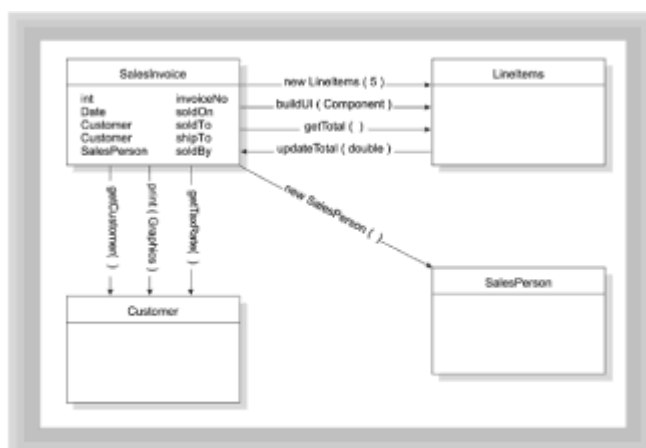 SalesInvoice
int invoiceNo
Date soldOn
Customer soldTo
Customer shipTo
SalesPerson soldBy
new LineItems ( 5 )
buildUI ( Component )
getTotal ( )
updateTotal ( double )
LineItems
getCustomer( )
print ( Graphics )
new SalesPerson ( )
Customer
SalesPerson